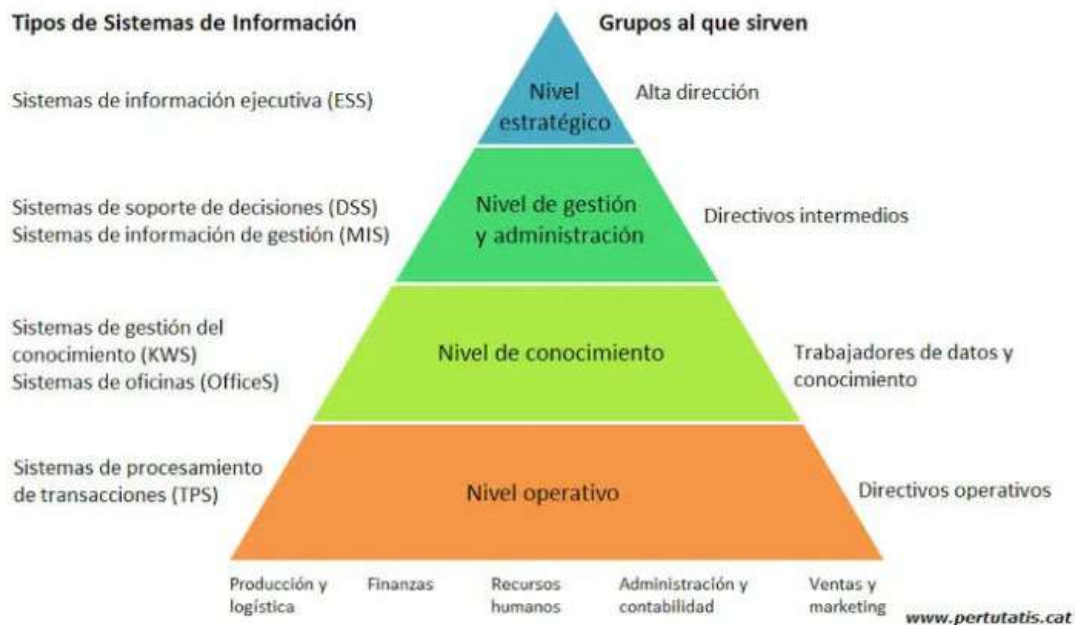 Tipos de Sistemas de Información
Grupos al que sirven
Sistemas de información ejecutiva (ESS)
Nivel
estratégico
Alta dirección
Sistemas de soporte de decisiones (DSS)
Sistemas de información de gestión (MIS)
Nivel de gestión
y administración
Directivos intermedios
Sistemas de gestión del
conocimiento (KWS)
Sistemas de oficinas (OfficeS)
Nivel de conocimiento
Trabajadores de datos y
conocimiento
Sistemas de procesamiento
de transacciones (TPS)
Nivel operativo
Directivos operativos
Producción y
logística
Finanzas
Recursos
humanos
Administración y
contabilidad
Ventas y
marketing
www.pertutatis.cat